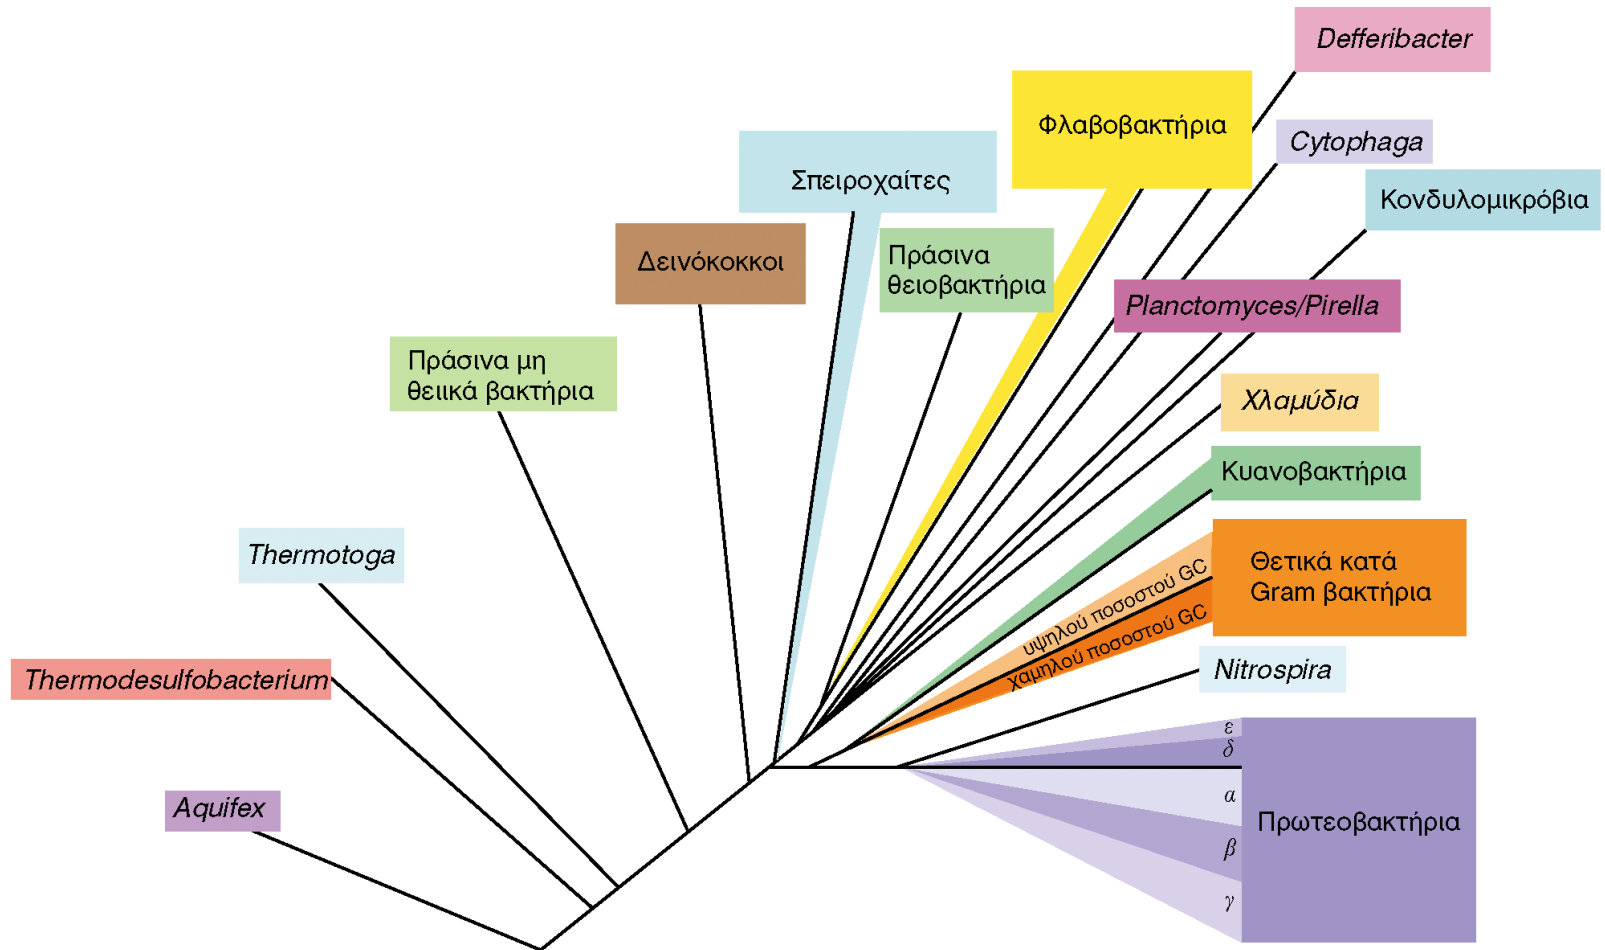 Defferibacter
Φλαβοβακτήρια
Cytophaga
Σπειροχαίτες
Κονδυλομικρόβια
Δεινόκοκκοι
Πράσινα
θειοβακτήρια
Planctomyces/Pirella
Πράσινα μη
θειικά βακτήρια
Χλαμύδια
Κυανοβακτήρια
Thermotoga
υψηλού ποσοστού GC
χαμηλού ποσοστού GC
Θετικά κατά
Gram βακτήρια
Thermodesulfobacterium
Nitrospira
Aquifex
ε
δ
α
β
γ
Πρωτεοβακτήρια